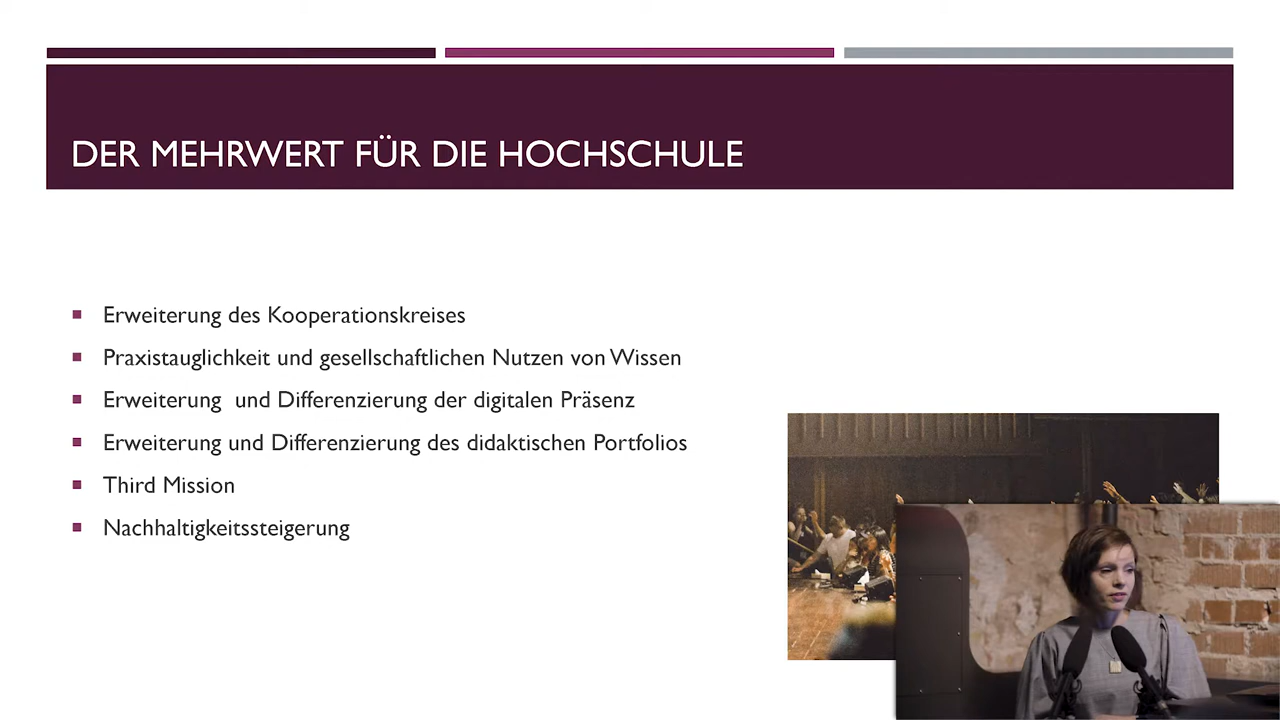 DER MEHRWERT FÜR DIE HOCHSCHULE
Erweiterung des Kooperationskreises
Praxistauglichkeit und gesellschaftlichen Nutzen von Wissen
Erweiterung und Differenzierung der digitalen Präsenz
Erweiterung und Differenzierung des didaktischen Portfolios
Third Mission
Nachhaltigkeitssteigerung